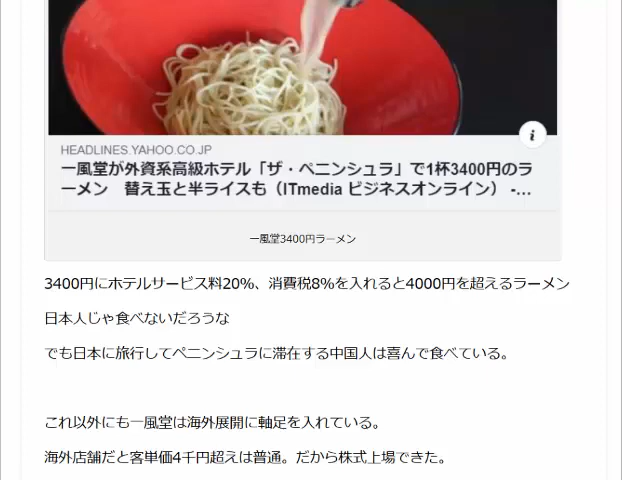 HEADLINES.YAHOO.CO.JP
一風堂が外資系高級ホテル「ザ・ペニンシュラ」で1杯3400円のラ
ーメン　替え玉と半ライスも（ITmedia ビジネスオンライン） -...
一風堂3400円ラーメン
3400円にホテルサービス料20%、消費税8%を入れると4000円を超えるラーメン
日本人じゃ食べないだろうな
でも日本に旅行してペニンシュラに滞在する中国人は喜んで食べている。
これ以外にも一風堂は海外展開に軸足を入れている。
海外店舗だと客単価4千円超えは普通。だから株式上場できた。